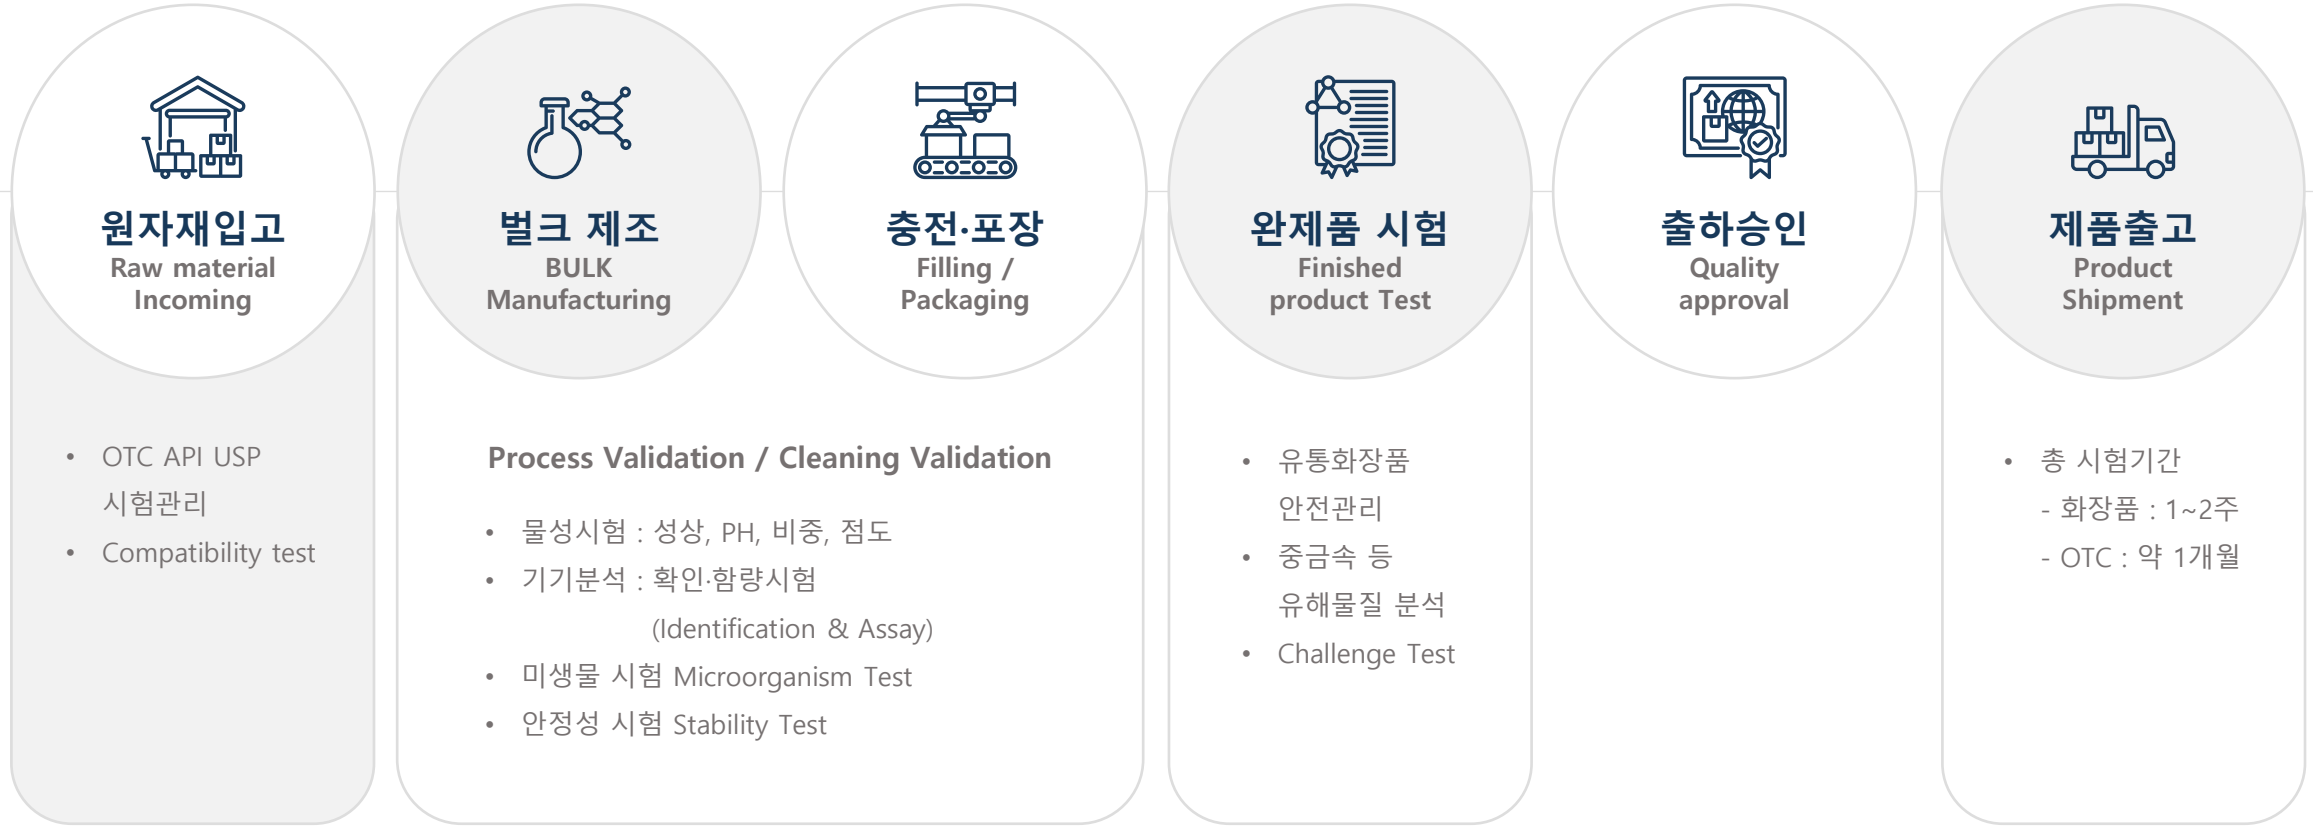 원자재입고
Raw material
Incoming
벌크 제조
BULK
Manufacturing
충전·포장
Filling /
Packaging
완제품 시험
Finished
product Test
출하승인
Quality
approval
제품출고
Product
Shipment
• OTC API USP
시험관리
• Compatibility test
Process Validation / Cleaning Validation
• 물성시험 : 성상, PH, 비중, 점도
• 기기분석 : 확인·함량시험
(Identification & Assay)
• 미생물 시험 Microorganism Test
• 안정성 시험 Stability Test
• 유통화장품
안전관리
• 중금속 등
유해물질 분석
• Challenge Test
• 총 시험기간
- 화장품 : 1~2주
- OTC : 약 1개월